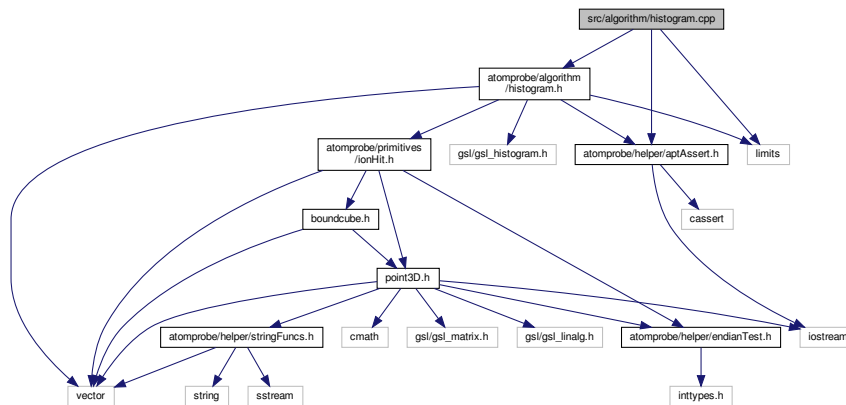 src/algorithm/histogram.cpp
atomprobe/algorithm
/histogram.h
atomprobe/primitives
/ionHit.h
gsl/gsl_histogram.h
atomprobe/helper/aptAssert.h
limits
boundcube.h
cassert
point3D.h
atomprobe/helper/stringFuncs.h
cmath
gsl/gsl_matrix.h
gsl/gsl_linalg.h
atomprobe/helper/endianTest.h
iostream
vector
string
sstream
inttypes.h